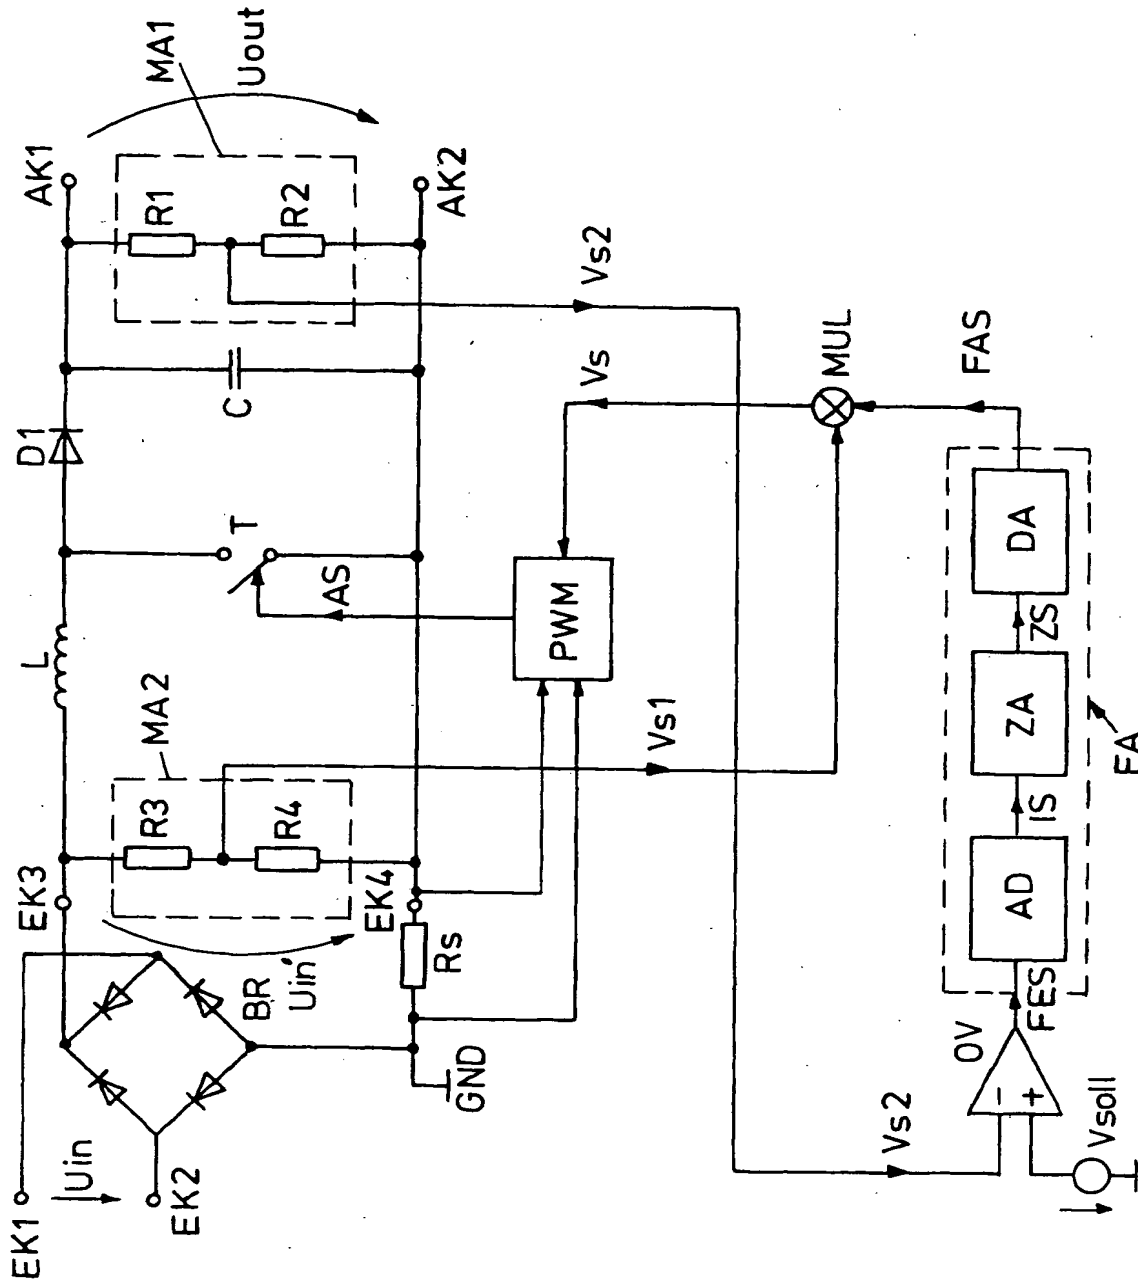 EK1
Uin
EK2
BR
EK3
Uin'
EK4
Rs
GND
MA2
R3
R4
L
T
AS
D1
C
MA1
R1
R2
AK1
Uout
AK2
PWM
Vs1
Vs
Vs2
MUL
FAS
Vs2
Vsoll
-
+
OV
FES
AD
IS
ZA
ZS
DA
FA